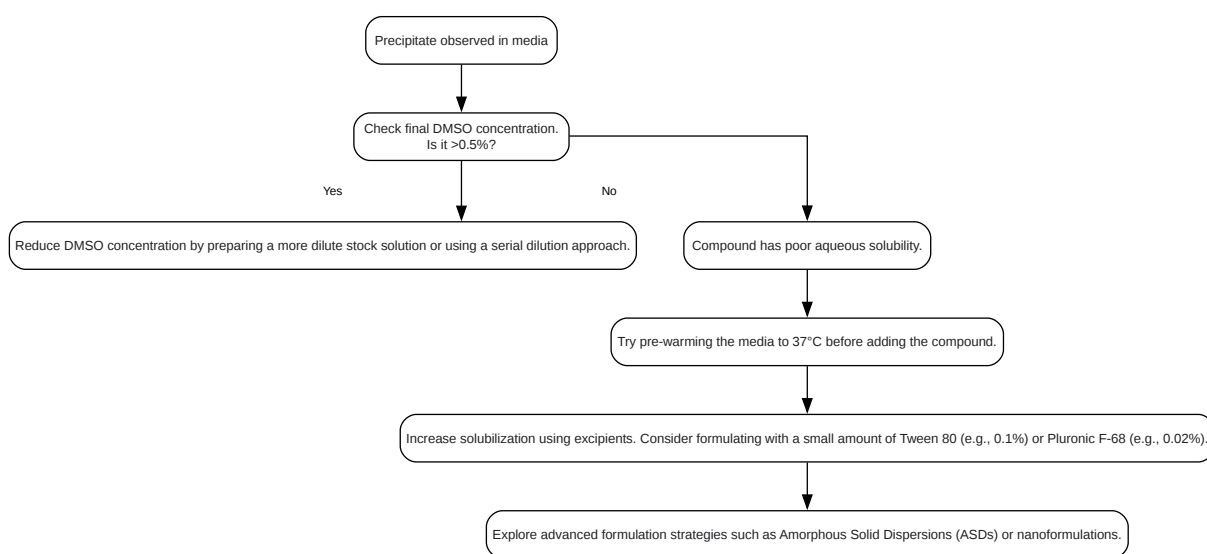 Precipitate observed in media
Check final DMSO concentration.
Is it >0.5%?
Yes
No
Reduce DMSO concentration by preparing a more dilute stock solution or using a serial dilution approach.
Compound has poor aqueous solubility.
Try pre-warming the media to 37°C before adding the compound.
Increase solubilization using excipients. Consider formulating with a small amount of Tween 80 (e.g., 0.1%) or Pluronic F-68 (e.g., 0.02%).
Explore advanced formulation strategies such as Amorphous Solid Dispersions (ASDs) or nanoformulations.